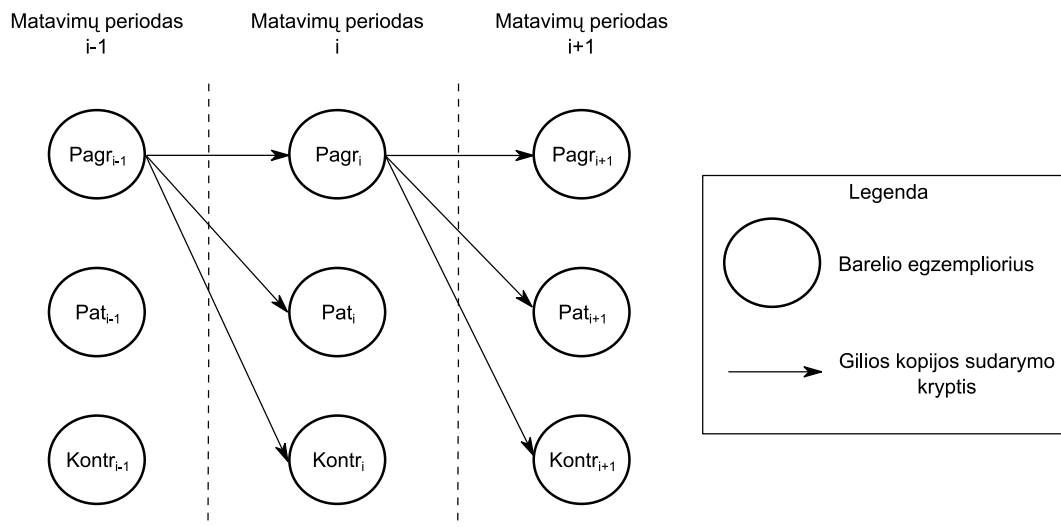 Matavimų periodas
i-1
Matavimų periodas
i
Matavimų periodas
i+1
Pagri-1
Pagri
Pagri+1
Pati-1
Pati
Pati+1
Kontri-1
Kontri
Kontri+1
Legenda
Barelio egzempliorius
Gilios kopijos sudarymo
kryptis